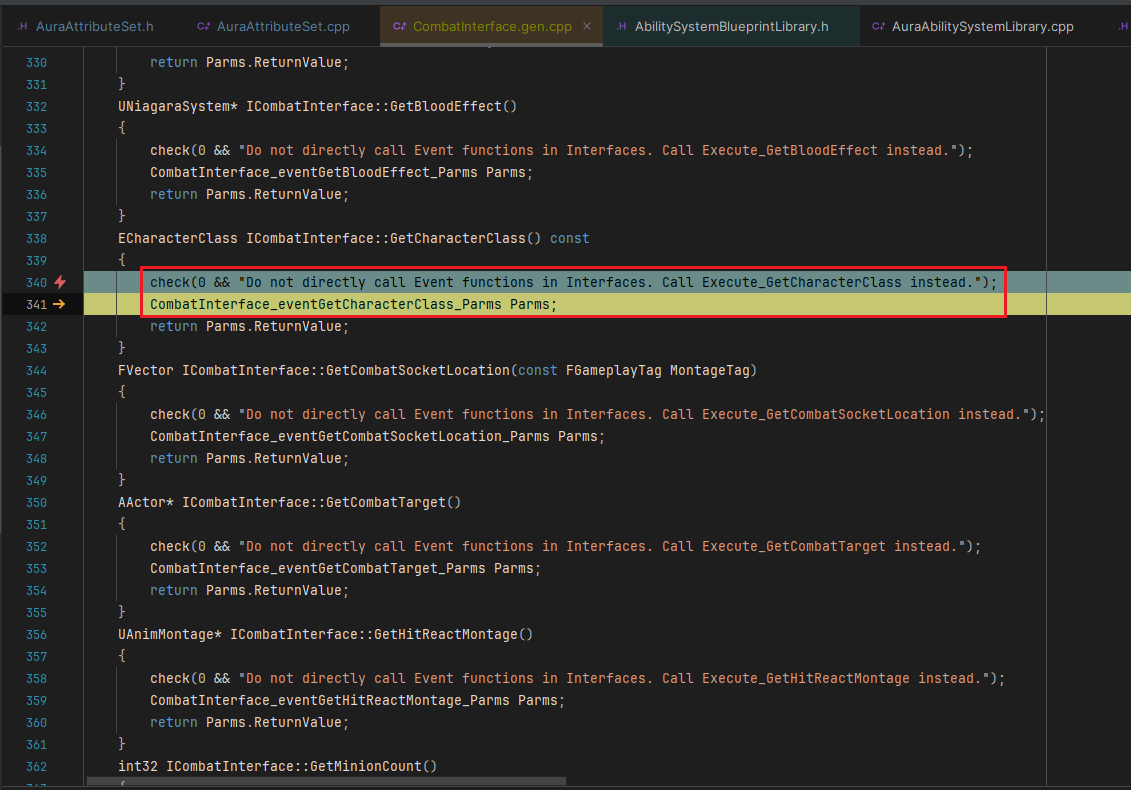 .H AuraAttributeSet.h C++ AuraAttributeSet.cpp C++ CombatInterface.gen.cpp × .H AbilitySystemBlueprintLibrary.h C++ AuraAbilitySystemLibrary.cpp .H
330 return Parms.ReturnValue;
331 }
332 UNiagaraSystem* ICombatInterface::GetBloodEffect()
333 {
334 check(0 && "Do not directly call Event functions in Interfaces. Call Execute_GetBloodEffect instead.");
335 CombatInterface_eventGetBloodEffect_Parms Parms;
336 return Parms.ReturnValue;
337 }
338 ECharacterClass ICombatInterface::GetCharacterClass() const
339 {
340 check(0 && "Do not directly call Event functions in Interfaces. Call Execute_GetCharacterClass instead.");
341 CombatInterface_eventGetCharacterClass_Parms Parms;
342 return Parms.ReturnValue;
343 }
344 FVector ICombatInterface::GetCombatSocketLocation(const FGameplayTag MontageTag)
345 {
346 check(0 && "Do not directly call Event functions in Interfaces. Call Execute_GetCombatSocketLocation instead.");
347 CombatInterface_eventGetCombatSocketLocation_Parms Parms;
348 return Parms.ReturnValue;
349 }
350 AActor* ICombatInterface::GetCombatTarget()
351 {
352 check(0 && "Do not directly call Event functions in Interfaces. Call Execute_GetCombatTarget instead.");
353 CombatInterface_eventGetCombatTarget_Parms Parms;
354 return Parms.ReturnValue;
355 }
356 UAnimMontage* ICombatInterface::GetHitReactMontage()
357 {
358 check(0 && "Do not directly call Event functions in Interfaces. Call Execute_GetHitReactMontage instead.");
359 CombatInterface_eventGetHitReactMontage_Parms Parms;
360 return Parms.ReturnValue;
361 }
362 int32 ICombatInterface::GetMinionCount()